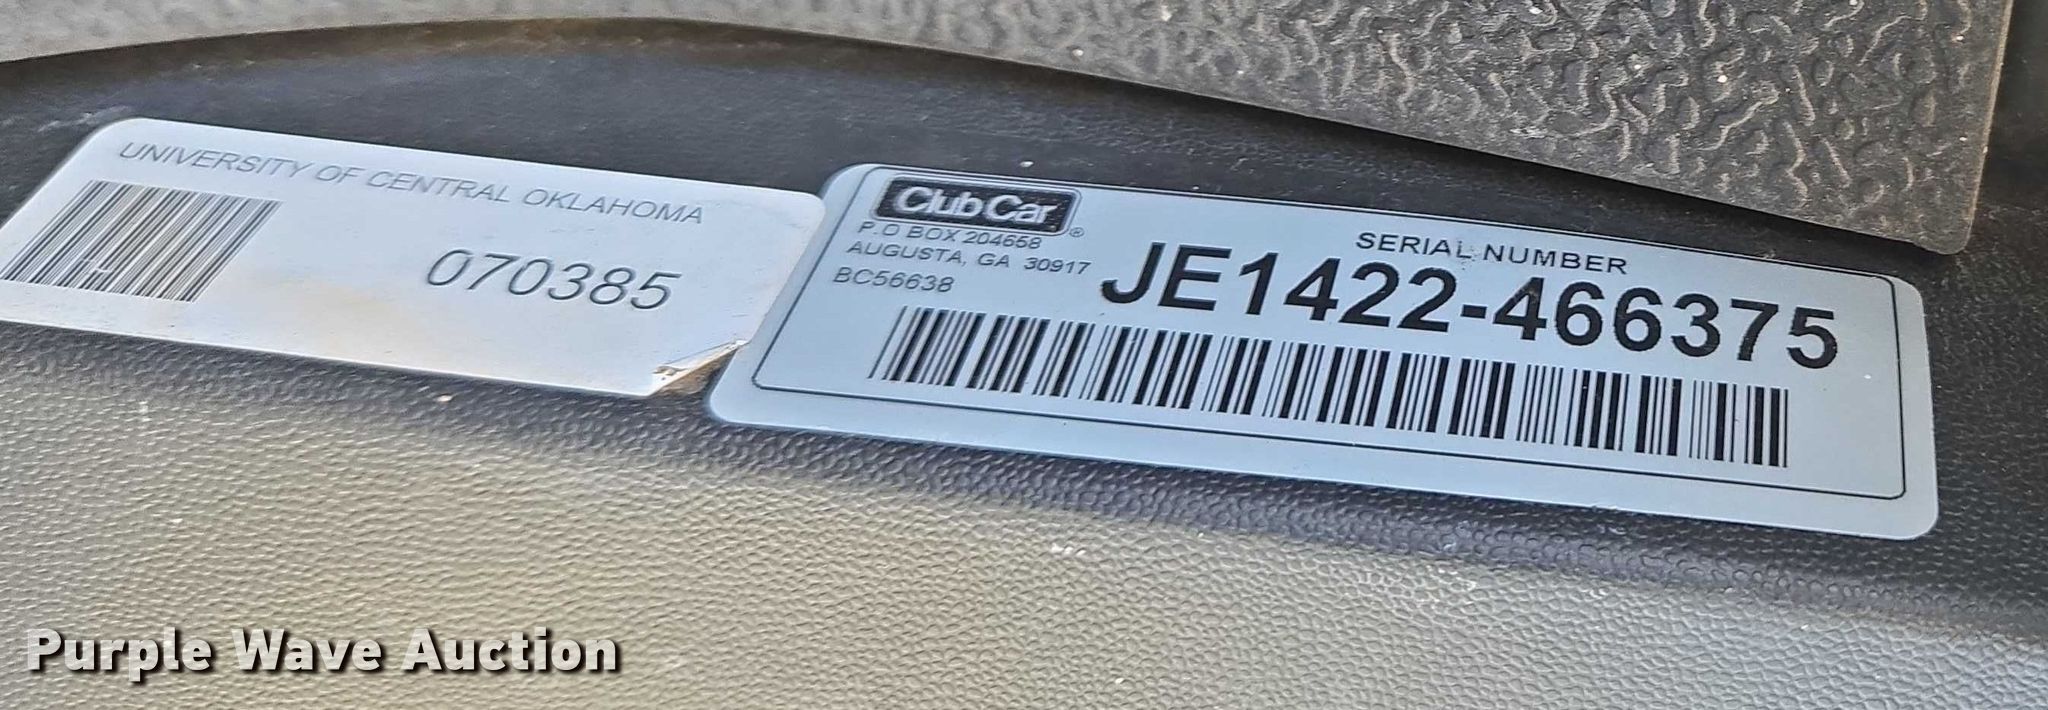 UNIVERSITY OF CENTRAL OKLAHOMA
070385
Club Car®
P.O BOX 204658
AUGUSTA, GA 30917
BC56638
SERIAL NUMBER
JE1422-466375
Purple Wave Auction